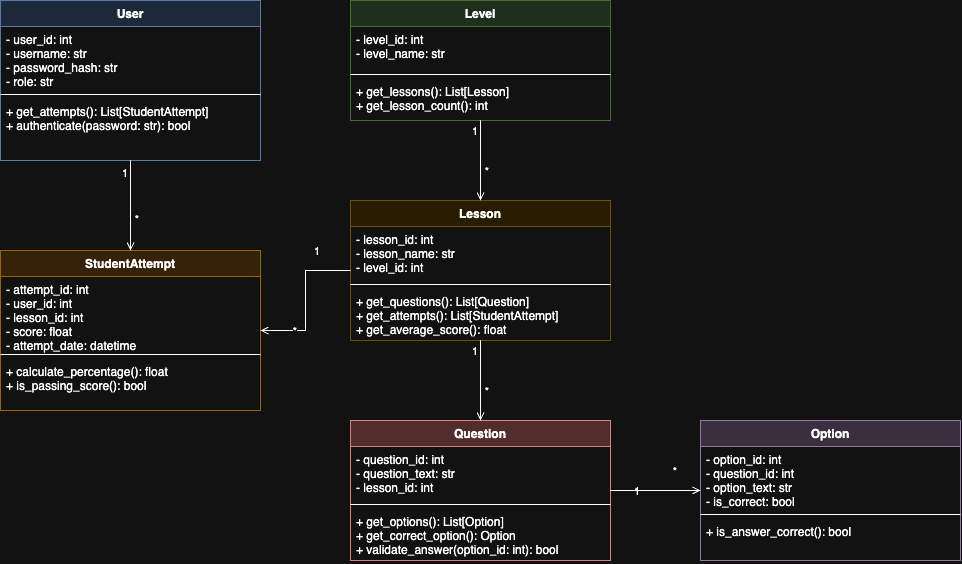 User
- user_id: int
- username: str
- password_hash: str
- role: str
+ get_attempts(): List[StudentAttempt]
+ authenticate(password: str): bool
1
*
Level
- level_id: int
- level_name: str
+ get_lessons(): List[Lesson]
+ get_lesson_count(): int
1
*
StudentAttempt
- attempt_id: int
- user_id: int
- lesson_id: int
- score: float
- attempt_date: datetime
+ calculate_percentage(): float
+ is_passing_score(): bool
1
*
Lesson
- lesson_id: int
- lesson_name: str
- level_id: int
+ get_questions(): List[Question]
+ get_attempts(): List[StudentAttempt]
+ get_average_score(): float
1
*
Question
- question_id: int
- question_text: str
- lesson_id: int
+ get_options(): List[Option]
+ get_correct_option(): Option
+ validate_answer(option_id: int): bool
1
*
Option
- option_id: int
- question_id: int
- option_text: str
- is_correct: bool
+ is_answer_correct(): bool